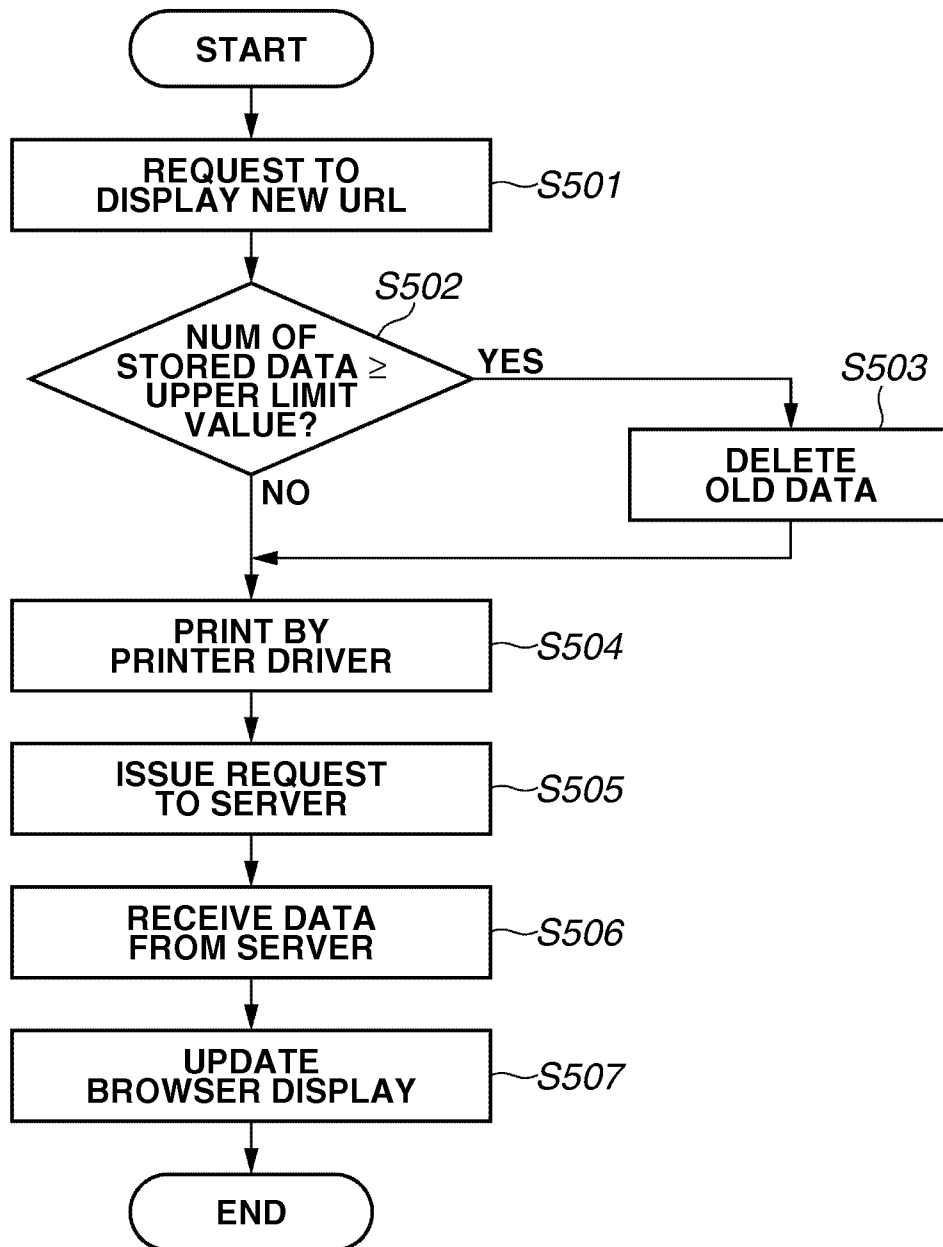 START
REQUEST TO
DISPLAY NEW URL
S501
S502
NUM OF
STORED DATA ≥
UPPER LIMIT
VALUE?
YES
S503
DELETE
OLD DATA
NO
PRINT BY
PRINTER DRIVER
S504
ISSUE REQUEST
TO SERVER
S505
RECEIVE DATA
FROM SERVER
S506
UPDATE
BROWSER DISPLAY
S507
END